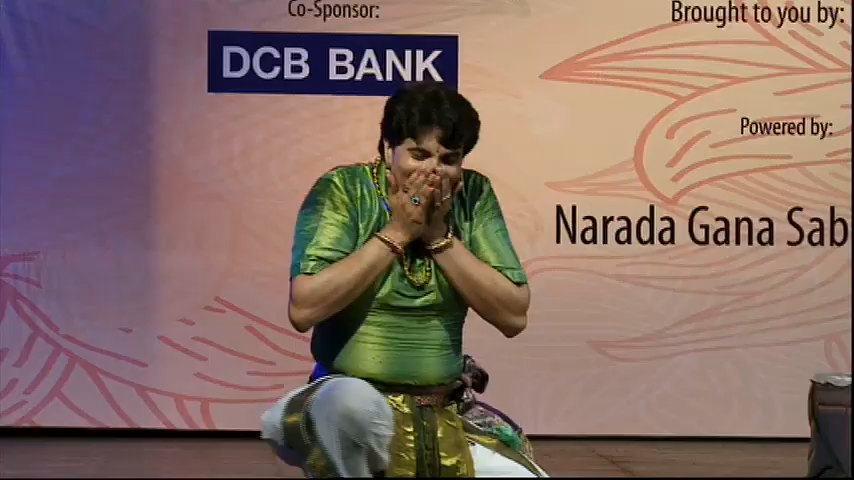 Co-Sponsor:
DCB BANK
Brought to you by:
Powered by:
Narada Gana Sab